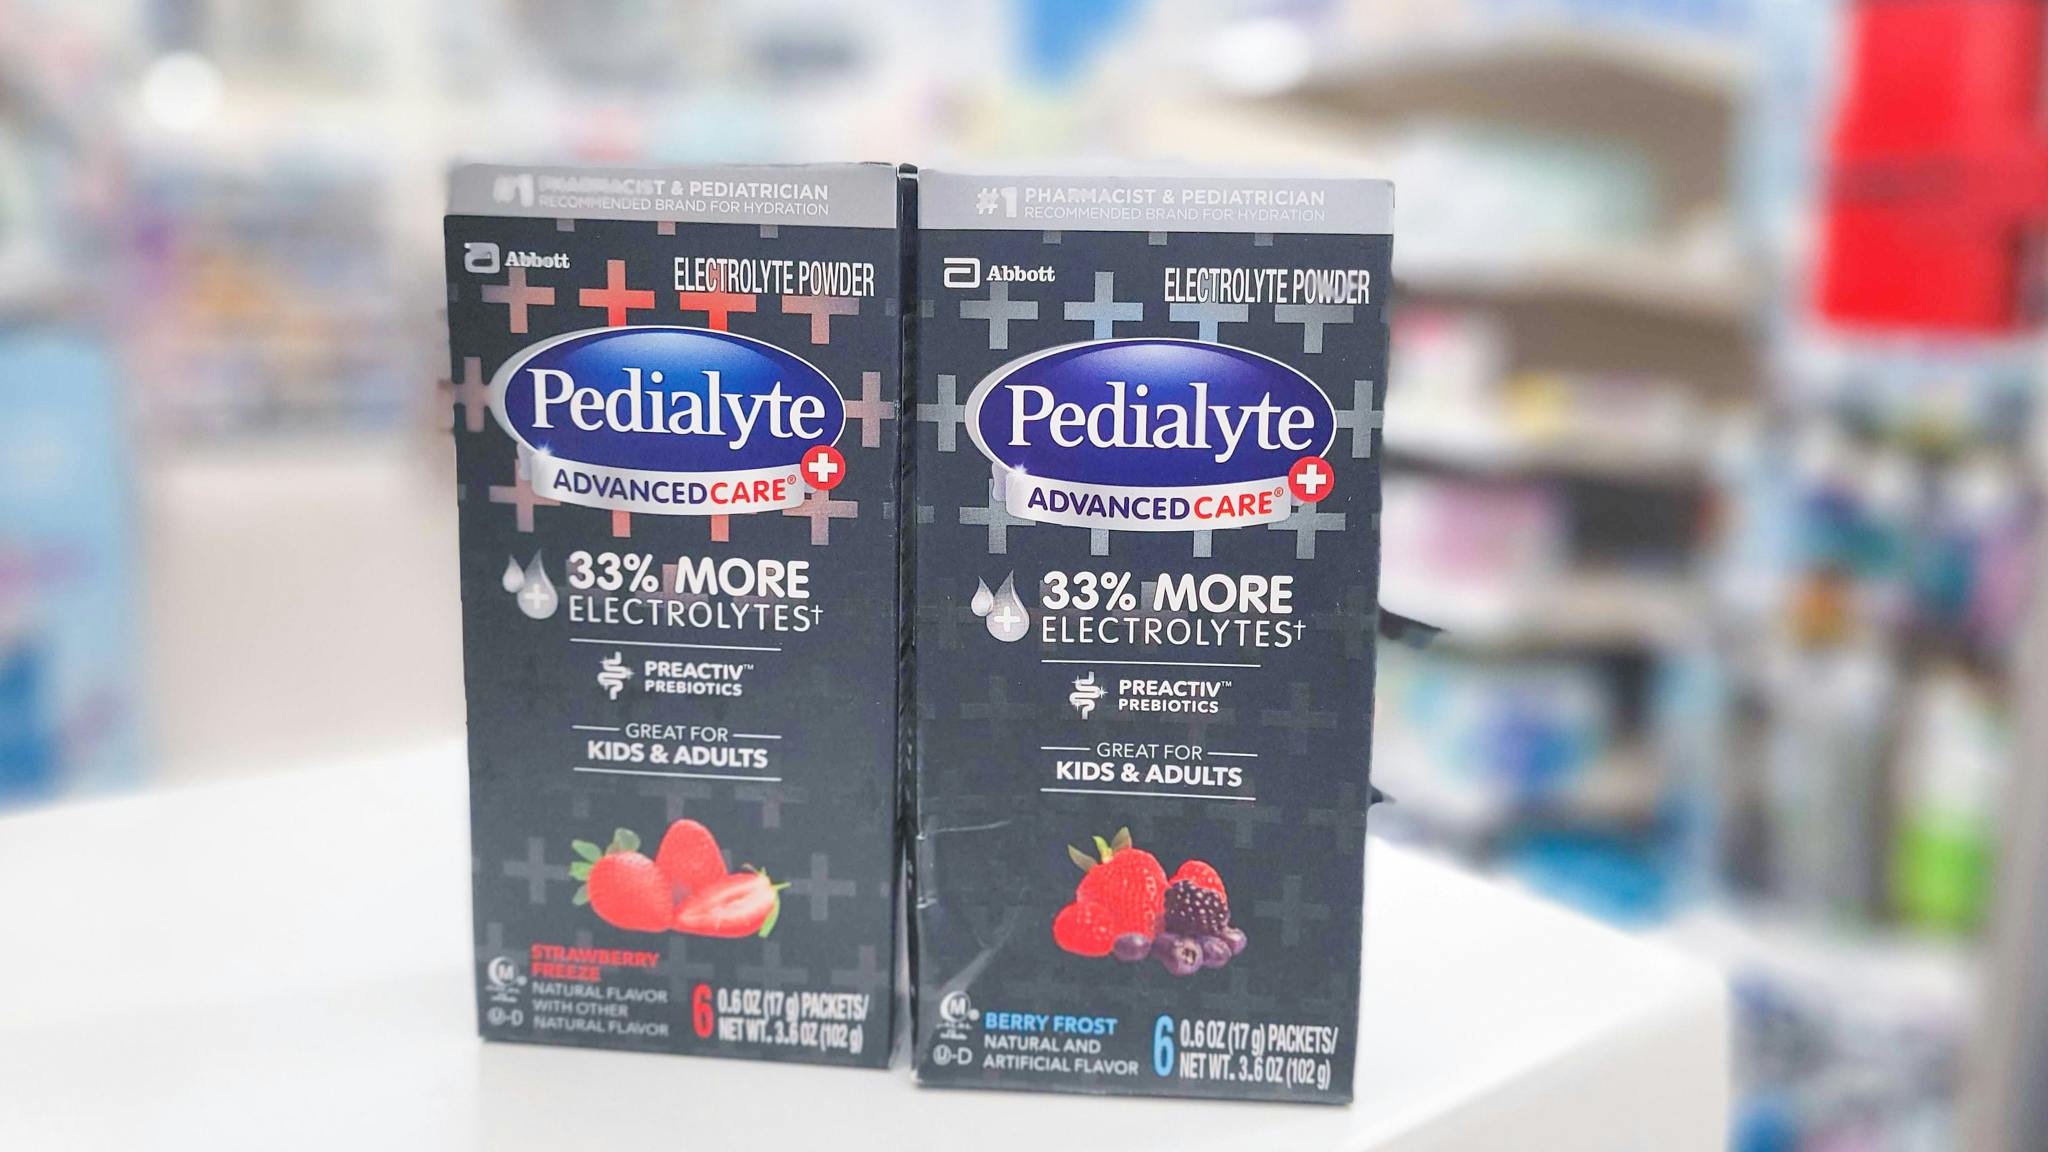 #1 PHARMACIST & PEDIATRICIAN
RECOMMENDED BRAND FOR HYDRATION
Abbott
ELECTROLYTE POWDER
Pedialyte
ADVANCEDCARE®
33% MORE
ELECTROLYTES†
PREACTIV™
PREBIOTICS
GREAT FOR
KIDS & ADULTS
STRAWBERRY
FREEZE
NATURAL FLAVOR
WITH OTHER
NATURAL FLAVOR
M
U-D
6 0.6 OZ (17 g) PACKETS/
NET WT. 3.6 OZ (102 g)
#1 PHARMACIST & PEDIATRICIAN
RECOMMENDED BRAND FOR HYDRATION
Abbott
ELECTROLYTE POWDER
Pedialyte
ADVANCEDCARE®
33% MORE
ELECTROLYTES†
PREACTIV™
PREBIOTICS
GREAT FOR
KIDS & ADULTS
M
U-D
BERRY FROST
NATURAL AND
ARTIFICIAL FLAVOR
6 0.6 OZ (17 g) PACKETS/
NET WT. 3.6 OZ (102 g)